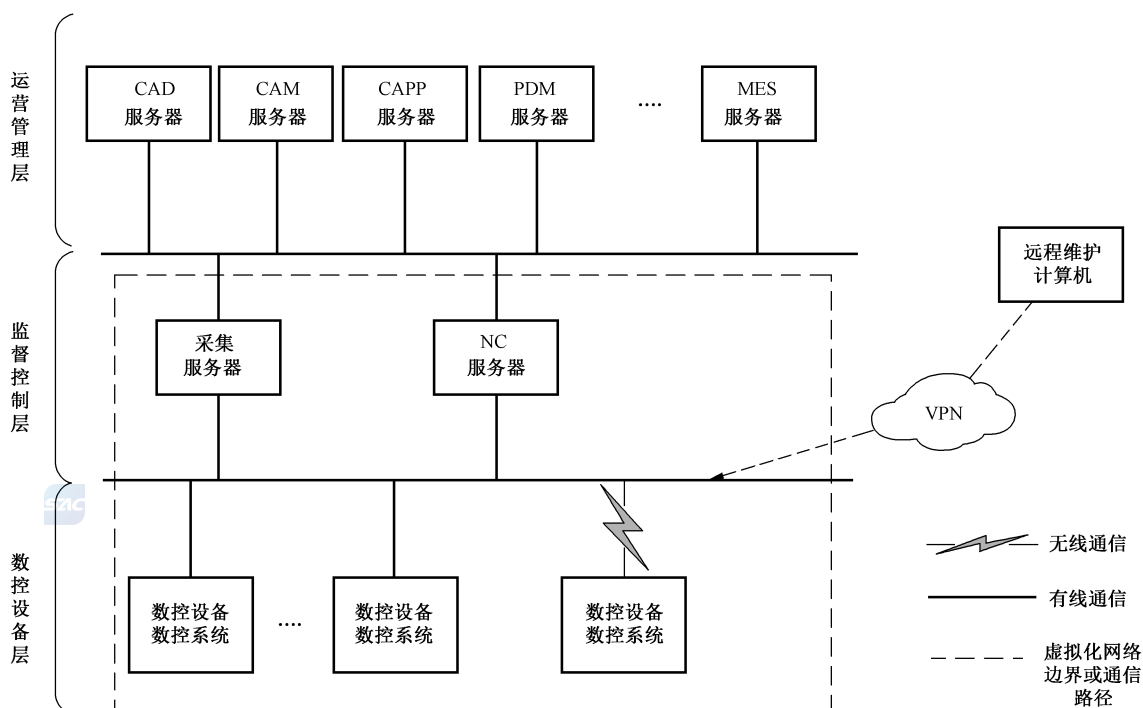 运营管理层
CAD
服务器
CAM
服务器
CAPP
服务器
PDM
服务器
....
MES
服务器
远程维护
计算机
监督控制层
采集
服务器
NC
服务器
VPN
SAC
数控设备层
数控设备
数控系统
....
数控设备
数控系统
数控设备
数控系统
无线通信
有线通信
虚拟化网络
边界或通信
路径